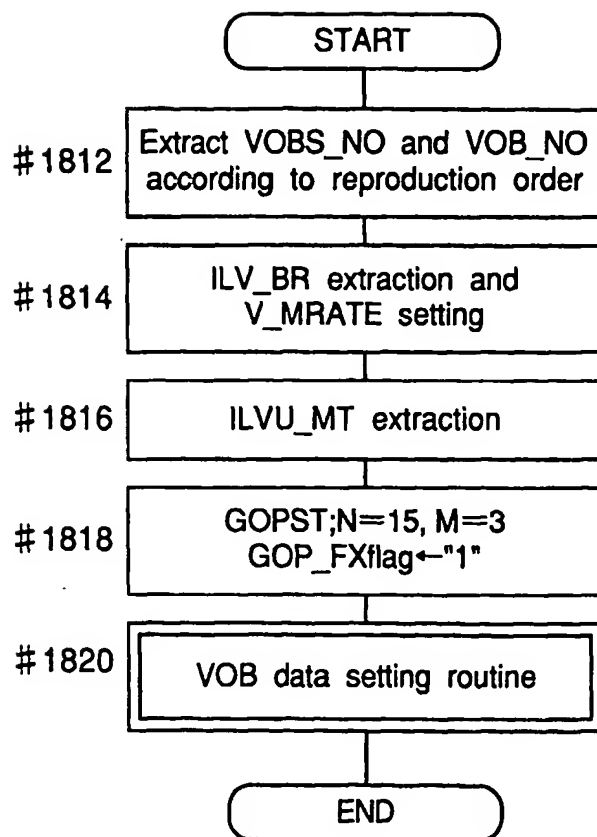 START
#1812
Extract VOBS_NO and VOB_NO
according to reproduction order
#1814
ILV_BR extraction and
V_MRATE setting
#1816
ILVU_MT extraction
#1818
GOPST;N=15, M=3
GOP_FXflag←"1"
#1820
VOB data setting routine
END